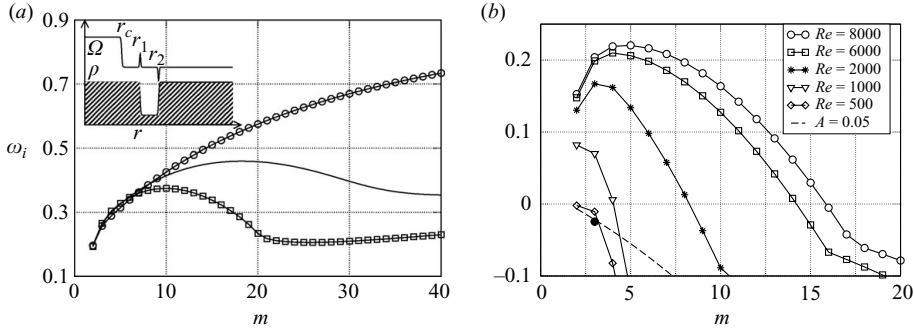 (a)
0.9
0.7
ω_i
0.5
0.3
0.1
r_c r_1
r_2
Ω
ρ
r
0 10 20 30 40
m
(b)
0.2
0.1
0
−0.1
Re = 8000
Re = 6000
Re = 2000
Re = 1000
Re = 500
A = 0.05
0 5 10 15 20
m